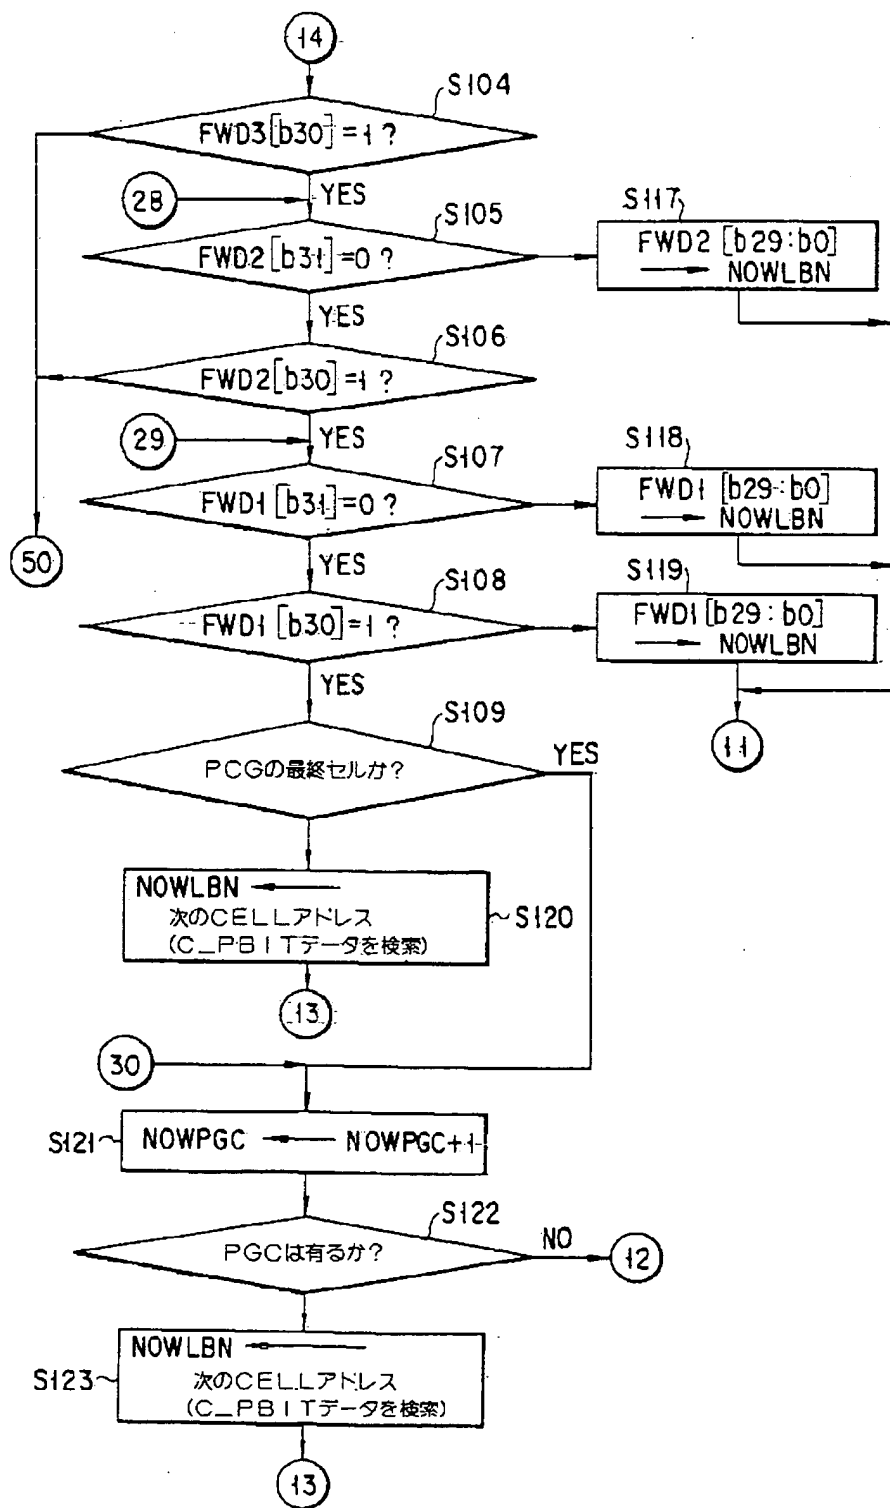 14
S104
FWD3[b30]=1?
YES
28
S105
FWD2[b31]=0?
S117
FWD2[b29:b0]
→ NOWLBN
YES
S106
FWD2[b30]=1?
YES
29
S107
FWD1[b31]=0?
S118
FWD1[b29:b0]
→ NOWLBN
50
YES
S108
FWD1[b30]=1?
S119
FWD1[b29:b0]
→ NOWLBN
YES
11
S109
PCGの最終セルか?
YES
NOWLBN ←
次のCELLアドレス
(C_PBITデータを検索)
S120
13
30
S121
NOWPGC ← NOWPGC+1
S122
PGCは有るか?
NO
12
S123
NOWLBN ←
次のCELLアドレス
(C_PBITデータを検索)
13